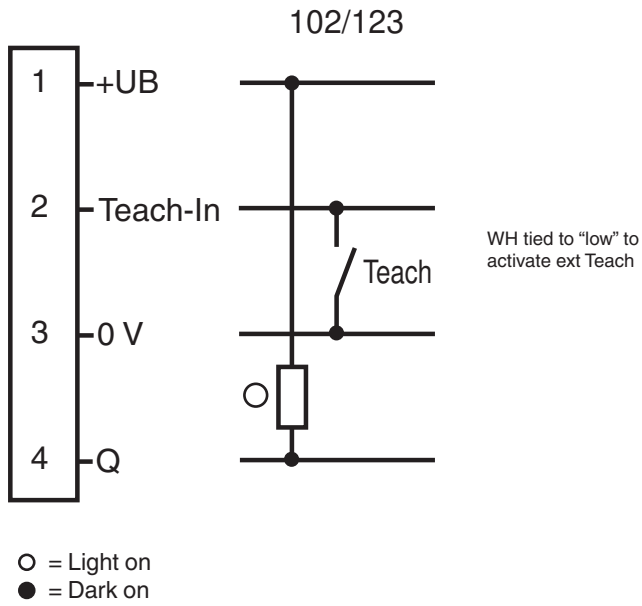 102/123
1 +UB
2 Teach-In
Teach
WH tied to “low” to
activate ext Teach
3 0 V
4 Q
= Light on
= Dark on